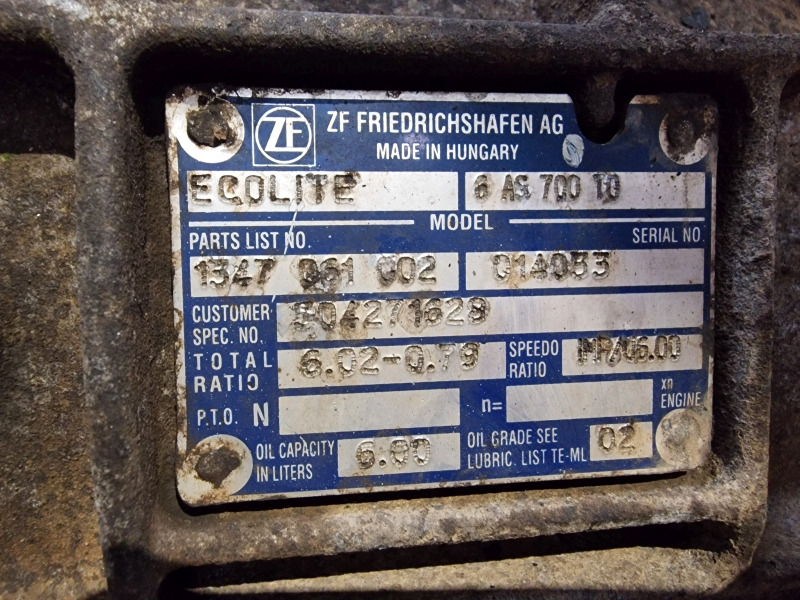 ZF ZF FRIEDRICHSHAFEN AG
MADE IN HUNGARY
ECOLITE 6 AS 700 TO
MODEL
PARTS LIST NO. SERIAL NO.
1347 061 002 014033
CUSTOMER SPEC. NO.
TOTAL RATIO 6.02-0.79 SPEEDO RATIO
P.T.O. N n= xn ENGINE
OIL CAPACITY IN LITERS 6.00 OIL GRADE SEE LUBRIC. LIST TE-ML 02